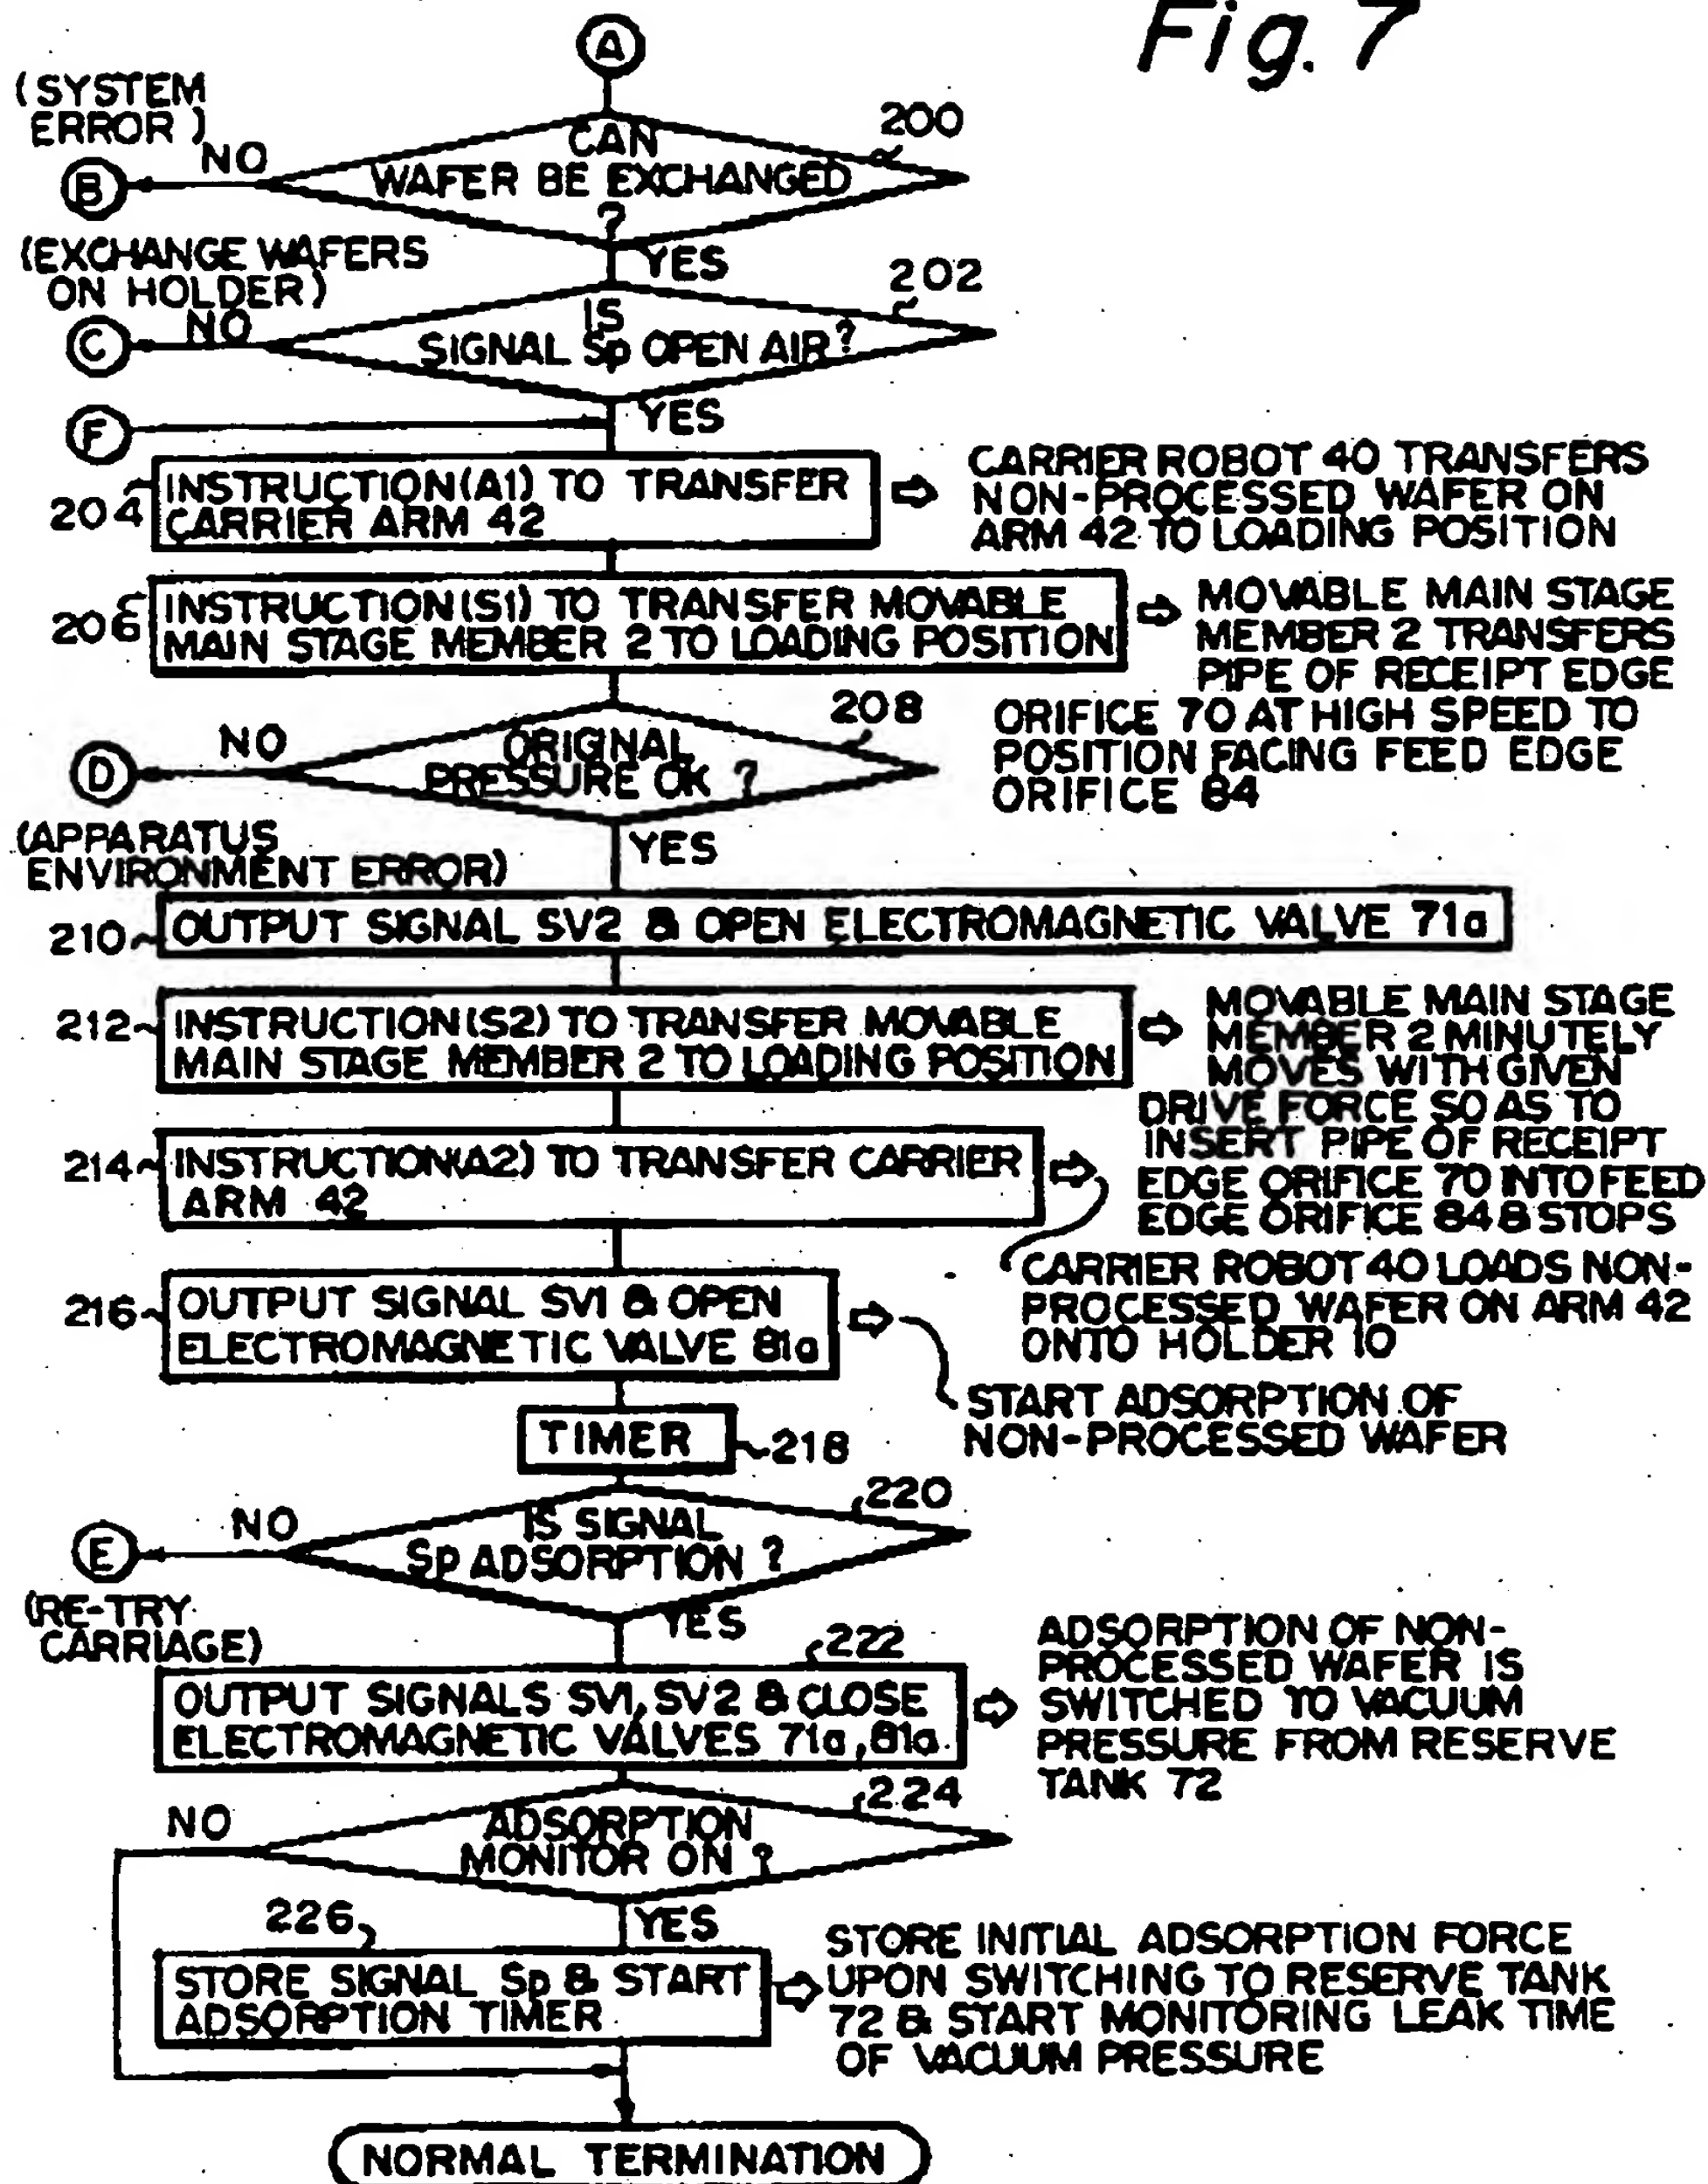 Fig. 7
A
(SYSTEM
ERROR)
200
CAN
WAFER BE EXCHANGED
?
NO
B
YES
(EXCHANGE WAFERS
ON HOLDER)
202
IS
SIGNAL Sp OPEN AIR?
NO
C
YES
F
204
INSTRUCTION(A1) TO TRANSFER
CARRIER ARM 42
CARRIER ROBOT 40 TRANSFERS
NON-PROCESSED WAFER ON
ARM 42 TO LOADING POSITION
206
INSTRUCTION(S1) TO TRANSFER MOVABLE
MAIN STAGE MEMBER 2 TO LOADING POSITION
MOVABLE MAIN STAGE
MEMBER 2 TRANSFERS
PIPE OF RECEIPT EDGE
ORIFICE 70 AT HIGH SPEED TO
POSITION FACING FEED EDGE
ORIFICE 84
208
ORIGINAL
PRESSURE OK ?
NO
D
(APPARATUS
ENVIRONMENT ERROR)
YES
210
OUTPUT SIGNAL SV2 & OPEN ELECTROMAGNETIC VALVE 71a
212
INSTRUCTION(S2) TO TRANSFER MOVABLE
MAIN STAGE MEMBER 2 TO LOADING POSITION
MOVABLE MAIN STAGE
MEMBER 2 MINUTELY
MOVES WITH GIVEN
DRIVE FORCE SO AS TO
INSERT PIPE OF RECEIPT
EDGE ORIFICE 70 INTO FEED
EDGE ORIFICE 84 & STOPS
214
INSTRUCTION(A2) TO TRANSFER CARRIER
ARM 42
CARRIER ROBOT 40 LOADS NON-
PROCESSED WAFER ON ARM 42
ONTO HOLDER 10
216
OUTPUT SIGNAL SV1 & OPEN
ELECTROMAGNETIC VALVE 81a
START ADSORPTION OF
NON-PROCESSED WAFER
TIMER
218
220
IS SIGNAL
Sp ADSORPTION ?
NO
E
(RE-TRY
CARRIAGE)
YES
222
OUTPUT SIGNALS SV1, SV2 & CLOSE
ELECTROMAGNETIC VALVES 71a, 81a
ADSORPTION OF NON-
PROCESSED WAFER IS
SWITCHED TO VACUUM
PRESSURE FROM RESERVE
TANK 72
224
ADSORPTION
MONITOR ON ?
NO
YES
226
STORE SIGNAL Sp & START
ADSORPTION TIMER
STORE INITIAL ADSORPTION FORCE
UPON SWITCHING TO RESERVE TANK
72 & START MONITORING LEAK TIME
OF VACUUM PRESSURE
NORMAL TERMINATION